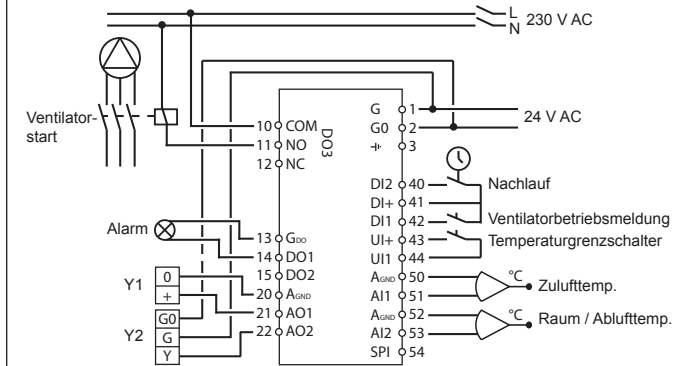 L
N 230 V AC
Ventilator-
start
G 1
G0 2
3
24 V AC
10 COM
11 NO
12 NC
DO3
DI2 40
DI+ 41
DI1 42
UI+ 43
UI1 44
Nachlauf
Ventilatorbetriebsmeldung
Temperaturgrenzschalter
Alarm
13 GDO
14 DO1
15 DO2
20 AGND
21 AO1
22 AO2
Y1
0
+
Y2
G0
G
Y
AGND 50
AI1 51
AGND 52
AI2 53
SPI 54
°C
Zulufttemp.
°C
Raum / Ablufttemp.